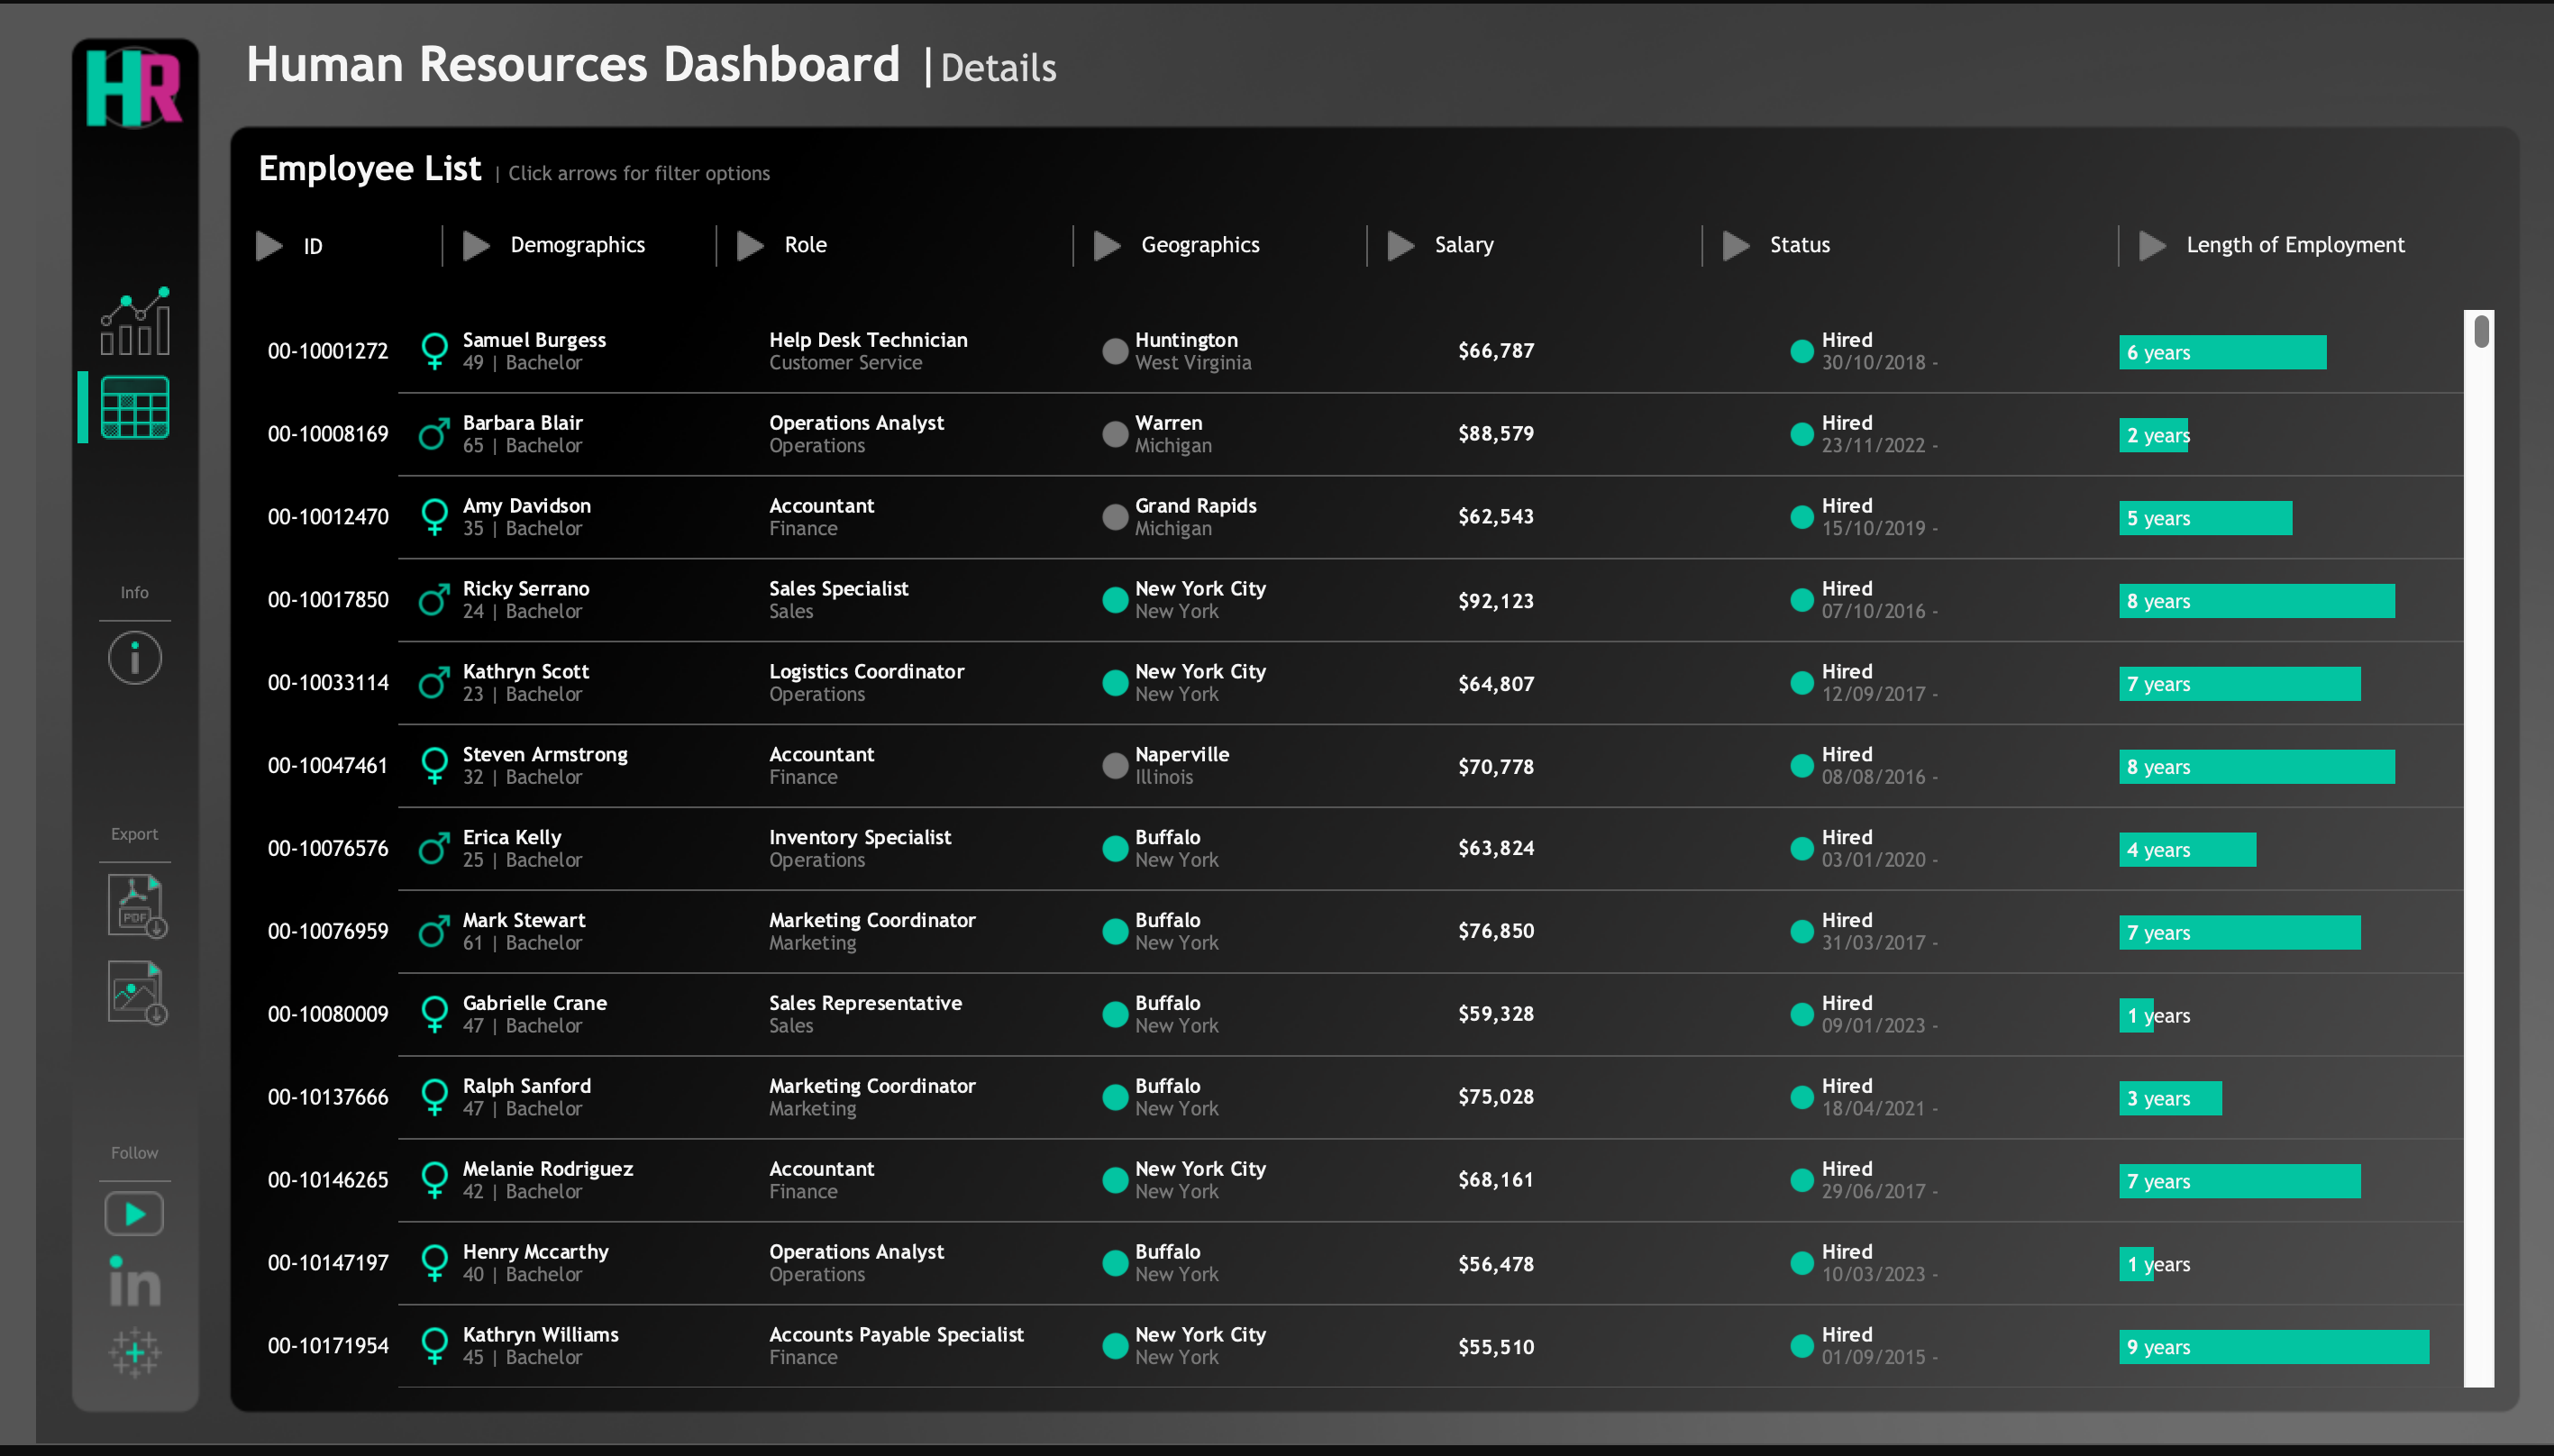 HR
Human Resources Dashboard | Details
Employee List | Click arrows for filter options
ID Demographics Role Geographics Salary Status Length of Employment
00-10001272 Samuel Burgess Help Desk Technician Huntington $66,787 Hired 6 years
49 | Bachelor Customer Service West Virginia 30/10/2018 -
00-10008169 Barbara Blair Operations Analyst Warren $88,579 Hired 2 years
65 | Bachelor Operations Michigan 23/11/2022 -
00-10012470 Amy Davidson Accountant Grand Rapids $62,543 Hired 5 years
35 | Bachelor Finance Michigan 15/10/2019 -
00-10017850 Ricky Serrano Sales Specialist New York City $92,123 Hired 8 years
24 | Bachelor Sales New York 07/10/2016 -
Info
00-10033114 Kathryn Scott Logistics Coordinator New York City $64,807 Hired 7 years
23 | Bachelor Operations New York 12/09/2017 -
00-10047461 Steven Armstrong Accountant Naperville $70,778 Hired 8 years
32 | Bachelor Finance Illinois 08/08/2016 -
Export
00-10076576 Erica Kelly Inventory Specialist Buffalo $63,824 Hired 4 years
25 | Bachelor Operations New York 03/01/2020 -
PDF
00-10076959 Mark Stewart Marketing Coordinator Buffalo $76,850 Hired 7 years
61 | Bachelor Marketing New York 31/03/2017 -
00-10080009 Gabrielle Crane Sales Representative Buffalo $59,328 Hired 1 years
47 | Bachelor Sales New York 09/01/2023 -
00-10137666 Ralph Sanford Marketing Coordinator Buffalo $75,028 Hired 3 years
47 | Bachelor Marketing New York 18/04/2021 -
Follow
00-10146265 Melanie Rodriguez Accountant New York City $68,161 Hired 7 years
42 | Bachelor Finance New York 29/06/2017 -
00-10147197 Henry Mccarthy Operations Analyst Buffalo $56,478 Hired 1 years
40 | Bachelor Operations New York 10/03/2023 -
in
00-10171954 Kathryn Williams Accounts Payable Specialist New York City $55,510 Hired 9 years
45 | Bachelor Finance New York 01/09/2015 -